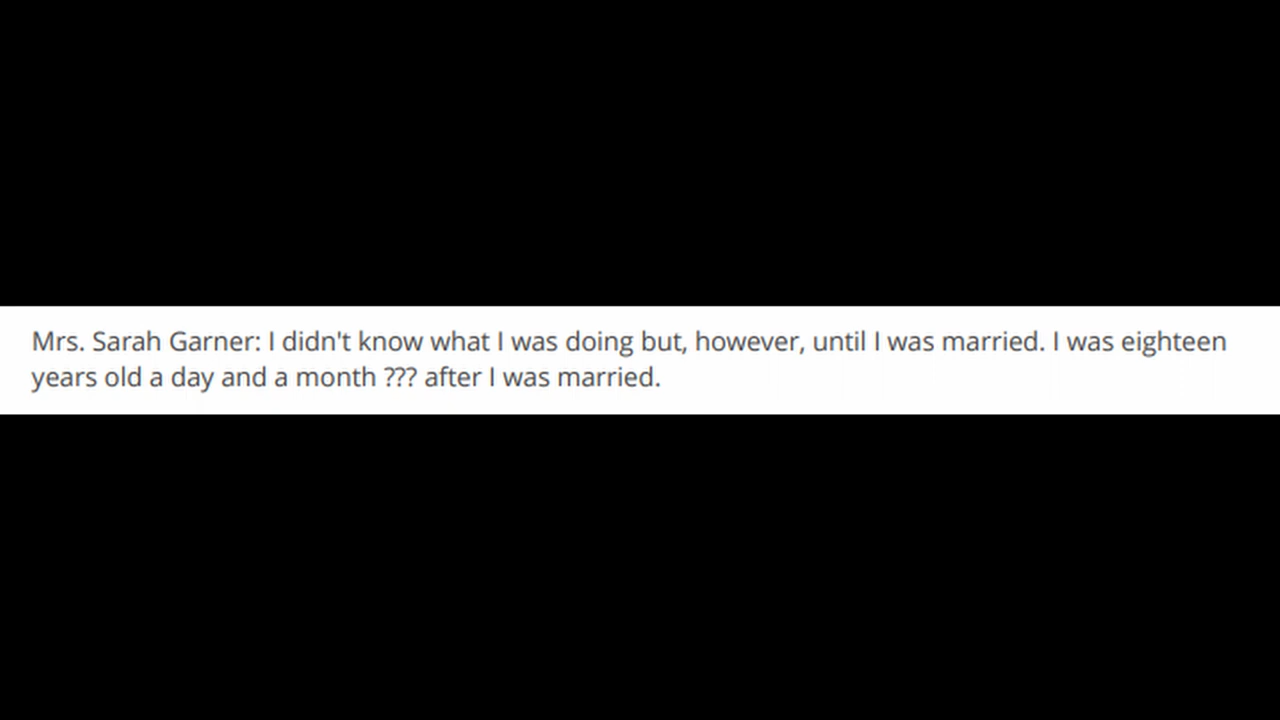 Mrs. Sarah Garner: I didn't know what I was doing but, however, until I was married. I was eighteen
years old a day and a month ??? after I was married.